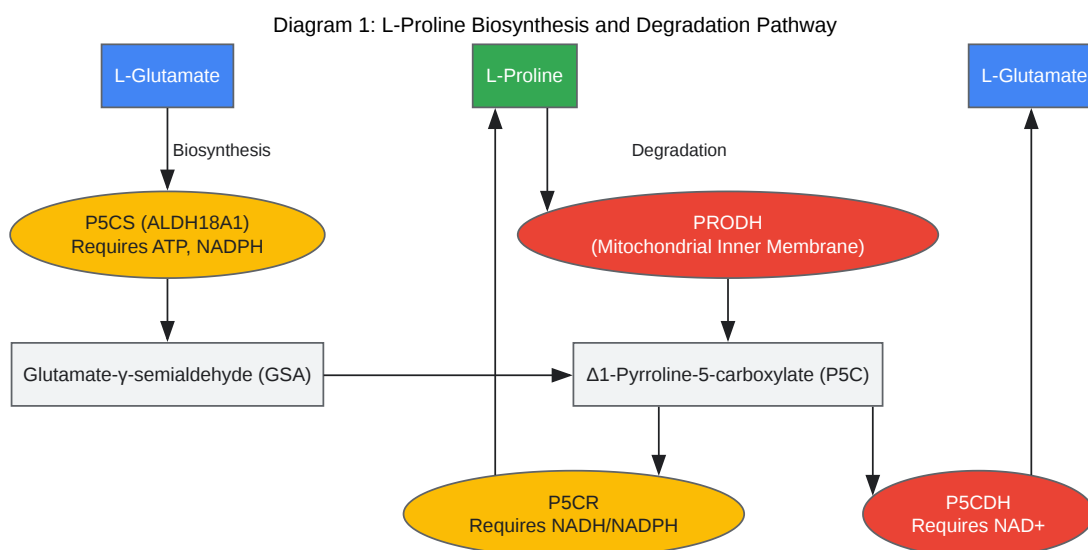 Diagram 1: L-Proline Biosynthesis and Degradation Pathway
L-Glutamate
L-Proline
L-Glutamate
Biosynthesis
Degradation
P5CS (ALDH18A1)
Requires ATP, NADPH
PRODH
(Mitochondrial Inner Membrane)
Glutamate-γ-semialdehyde (GSA)
Δ1-Pyrroline-5-carboxylate (P5C)
P5CR
Requires NADH/NADPH
P5CDH
Requires NAD+